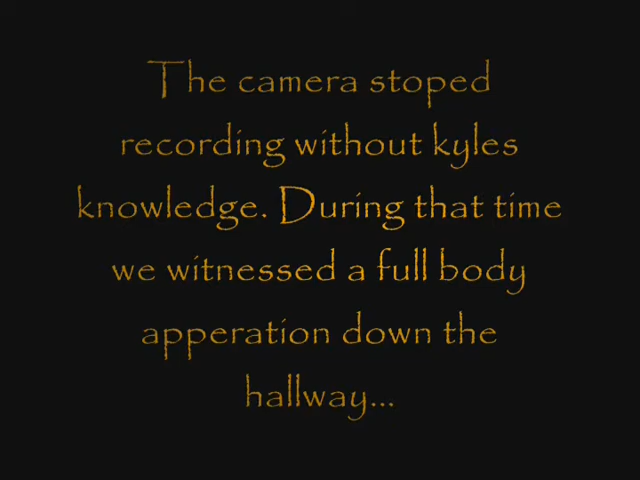 The camera stoped
recording without kyles
knowledge. During that time
we witnessed a full body
apperation down the
hallway...